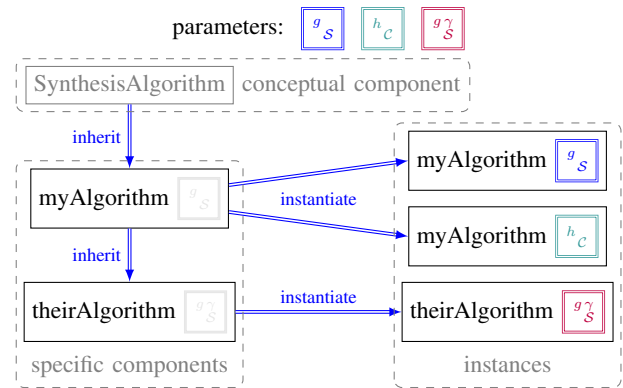 parameters: g S h C g γ S
SynthesisAlgorithm conceptual component
inherit
myAlgorithm g S
instantiate
myAlgorithm g S
myAlgorithm h C
inherit
theirAlgorithm g γ S
instantiate
theirAlgorithm g γ S
specific components
instances